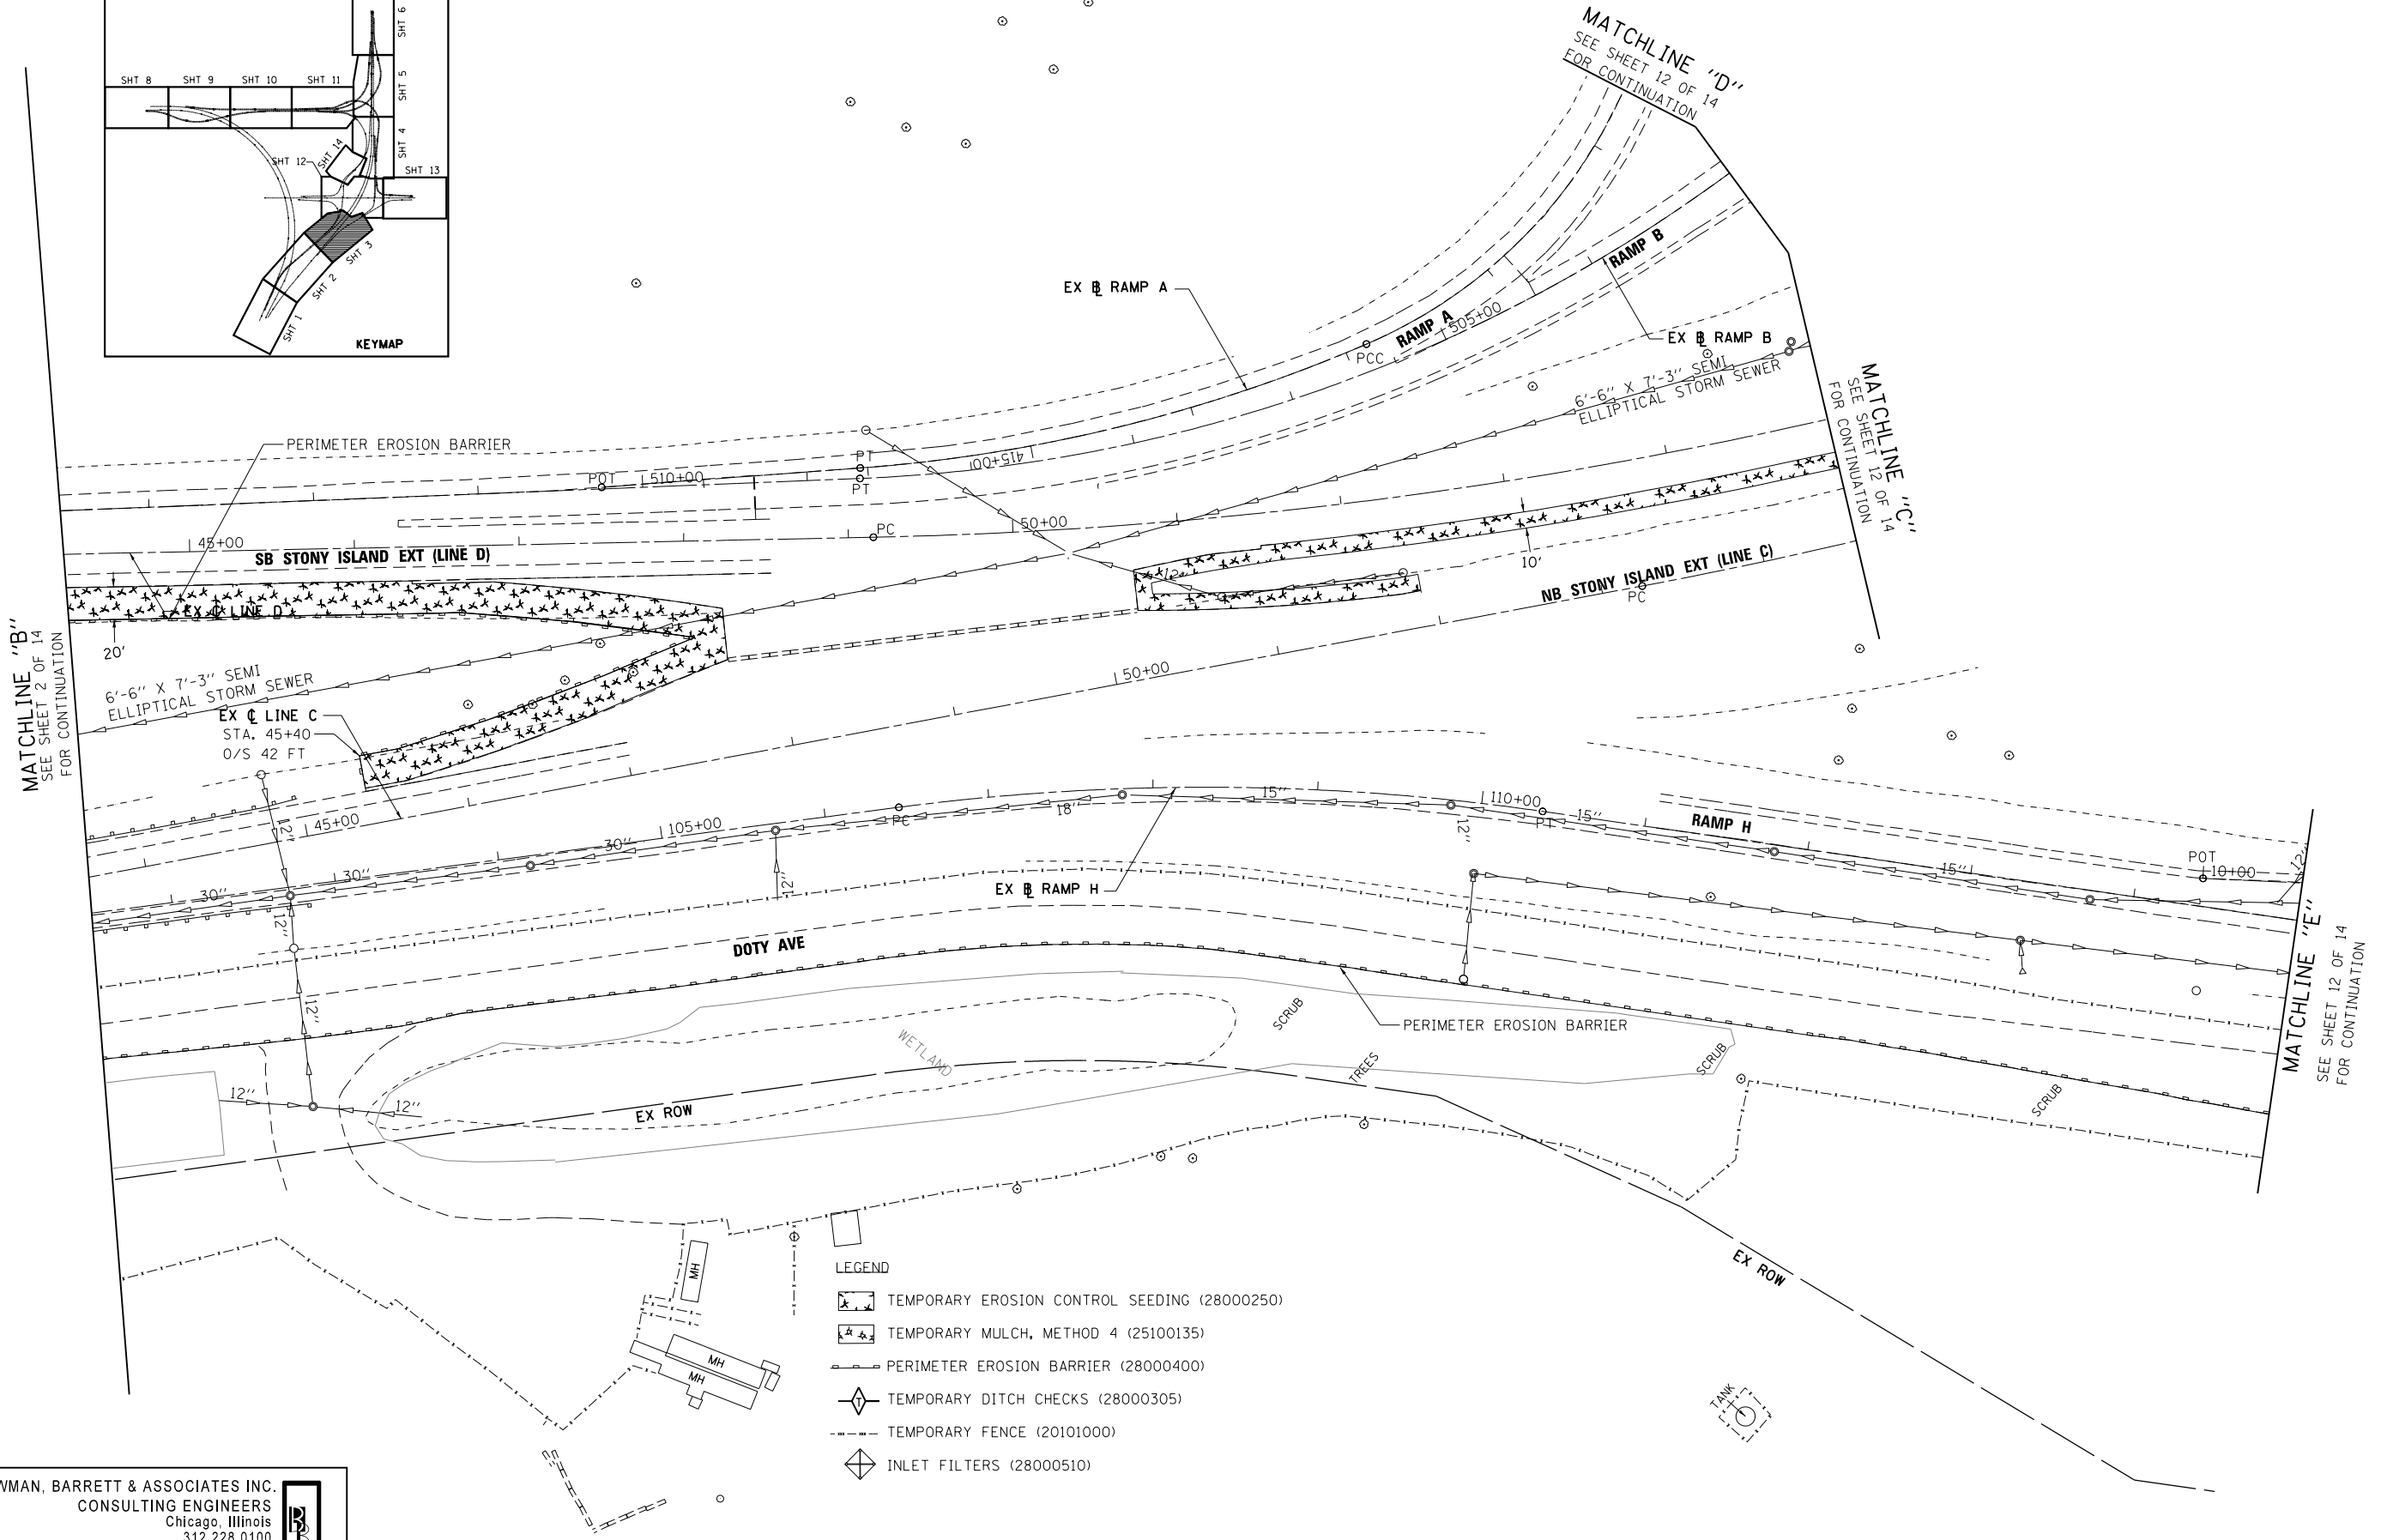 SHT 6
SHT 5
SHT 4
SHT 8
SHT 9
SHT 10
SHT 11
SHT 12
SHT 14
SHT 13
SHT 3
SHT 2
SHT 1
KEYMAP
MATCHLINE "D"
SEE SHEET 12 OF 14
FOR CONTINUATION
RAMP B
EX BL RAMP A
RAMP A
505+00
PCC
EX BL RAMP B
6'-6" X 7'-3" SEMI
ELLIPTICAL STORM SEWER
MATCHLINE "C"
SEE SHEET 12 OF 14
FOR CONTINUATION
PERIMETER EROSION BARRIER
POT
510+00
PT
PT
415+00
PC
50+00
45+00
SB STONY ISLAND EXT (LINE D)
EX CL LINE D
20'
12"
10'
NB STONY ISLAND EXT (LINE C)
PC
MATCHLINE "B"
SEE SHEET 2 OF 14
FOR CONTINUATION
6'-6" X 7'-3" SEMI
ELLIPTICAL STORM SEWER
EX CL LINE C
STA. 45+40
O/S 42 FT
50+00
45+00
12"
105+00
PC
18"
15"
110+00
PT
15"
RAMP H
12"
30"
30"
30"
12"
12"
EX BL RAMP H
15"
POT
10+00
12"
DOTY AVE
12"
WETLAND
SCRUB
PERIMETER EROSION BARRIER
TREES
SCRUB
SCRUB
MATCHLINE "E"
SEE SHEET 12 OF 14
FOR CONTINUATION
12"
12"
EX ROW
EX ROW
MH
MH
MH
TANK
LEGEND
TEMPORARY EROSION CONTROL SEEDING (28000250)
TEMPORARY MULCH, METHOD 4 (25100135)
PERIMETER EROSION BARRIER (28000400)
T
TEMPORARY DITCH CHECKS (28000305)
TEMPORARY FENCE (20101000)
INLET FILTERS (28000510)
WMAN, BARRETT & ASSOCIATES INC.
CONSULTING ENGINEERS
Chicago, Illinois
312.228.0100